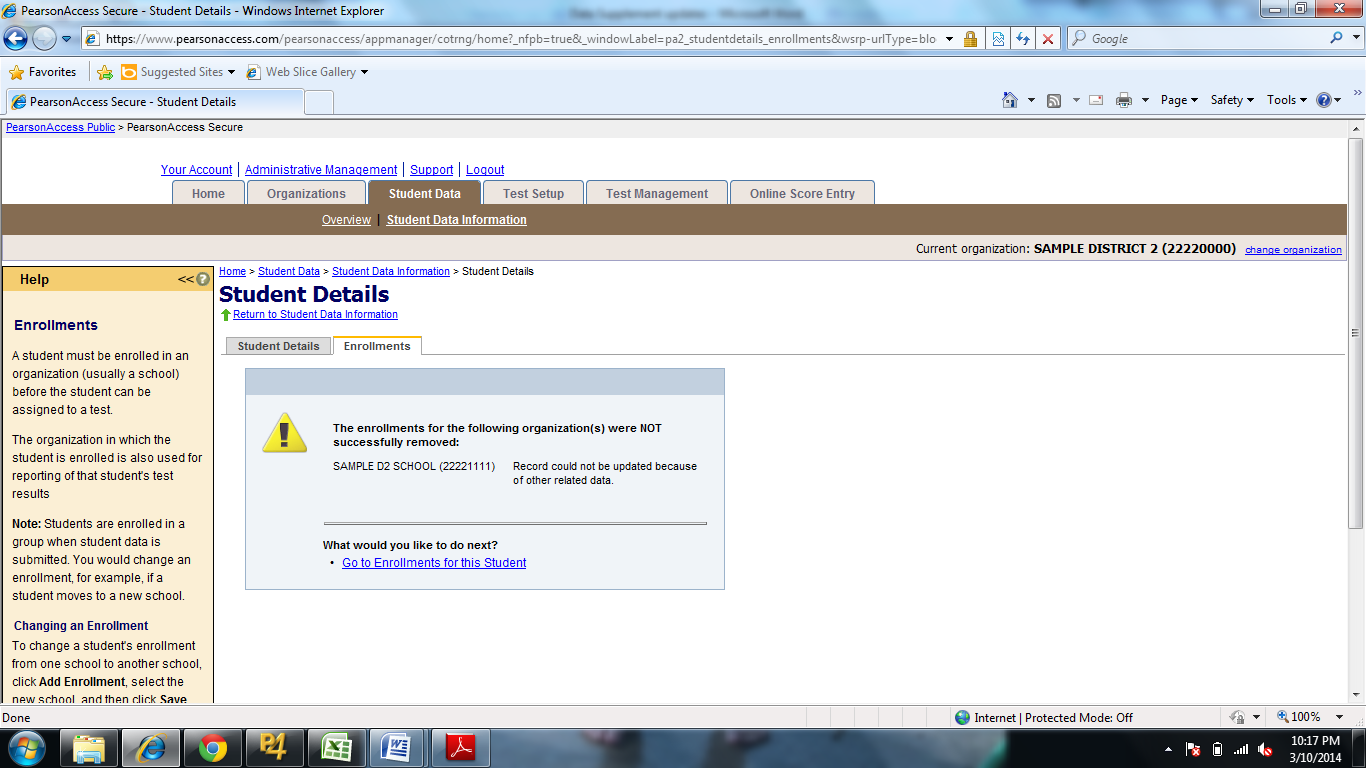 PearsonAccess Secure - Student Details - Windows Internet Explorer
https://www.pearsonaccess.com/pearsonaccess/appmanager/cotrng/home?_nfpb=true&_windowLabel=pa2_studentdetails_enrollments&wsrp-urlType=blo
Google
Favorites
Suggested Sites
Web Slice Gallery
PearsonAccess Secure - Student Details
Page
Safety
Tools
PearsonAccess Public > PearsonAccess Secure
Your Account | Administrative Management | Support | Logout
Home
Organizations
Student Data
Test Setup
Test Management
Online Score Entry
Overview | Student Data Information
Current organization: SAMPLE DISTRICT 2 (22220000) change organization
Help
<<
?
Enrollments
A student must be enrolled in an
organization (usually a school)
before the student can be
assigned to a test.
The organization in which the
student is enrolled is also used for
reporting of that student's test
results
Note: Students are enrolled in a
group when student data is
submitted. You would change an
enrollment, for example, if a
student moves to a new school.
Changing an Enrollment
To change a student's enrollment
from one school to another school,
click Add Enrollment, select the
new school, and then click Save
Home > Student Data > Student Data Information > Student Details
Student Details
Return to Student Data Information
Student Details
Enrollments
The enrollments for the following organization(s) were NOT
successfully removed:
SAMPLE D2 SCHOOL (22221111)
Record could not be updated because
of other related data.
What would you like to do next?
• Go to Enrollments for this Student
Done
Internet | Protected Mode: Off
100%
10:17 PM
3/10/2014